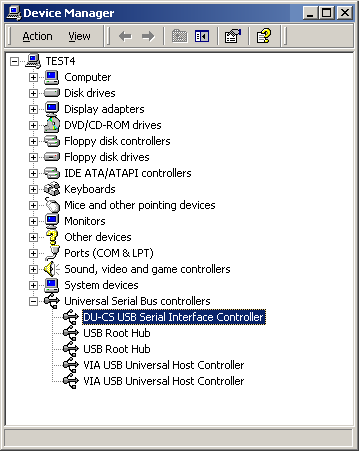 Device Manager
Action View
TEST4
Computer
Disk drives
Display adapters
DVD/CD-ROM drives
Floppy disk controllers
Floppy disk drives
IDE ATA/ATAPI controllers
Keyboards
Mice and other pointing devices
Monitors
Other devices
Ports (COM & LPT)
Sound, video and game controllers
System devices
Universal Serial Bus controllers
DU-CS USB Serial Interface Controller
USB Root Hub
USB Root Hub
VIA USB Universal Host Controller
VIA USB Universal Host Controller